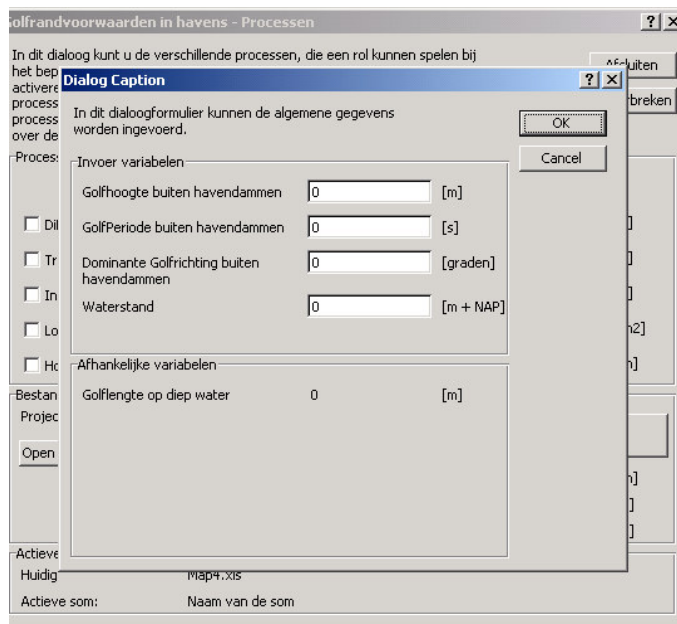 Golfrandvoorwaarden in havens - Processen
In dit dialoog kunt u de verschillende processen, die een rol kunnen spelen bij
het bep
activere
process
process
over de
Afsluiten
breken
Dialog Caption
In dit dialoogformulier kunnen de algemene gegevens
worden ingevoerd.
OK
Cancel
Process
Invoer variabelen
Golfhoogte buiten havendammen 0 [m]
GolfPeriode buiten havendammen 0 [s]
Dominante Golfrichting buiten
havendammen 0 [graden]
Waterstand 0 [m + NAP]
Tr
In
Lo
Afhankelijke variabelen
Golflengte op diep water 0 [m]
Bestan
Projec
Open
Actieve
Huidig Map4.xls
Actieve som: Naam van de som